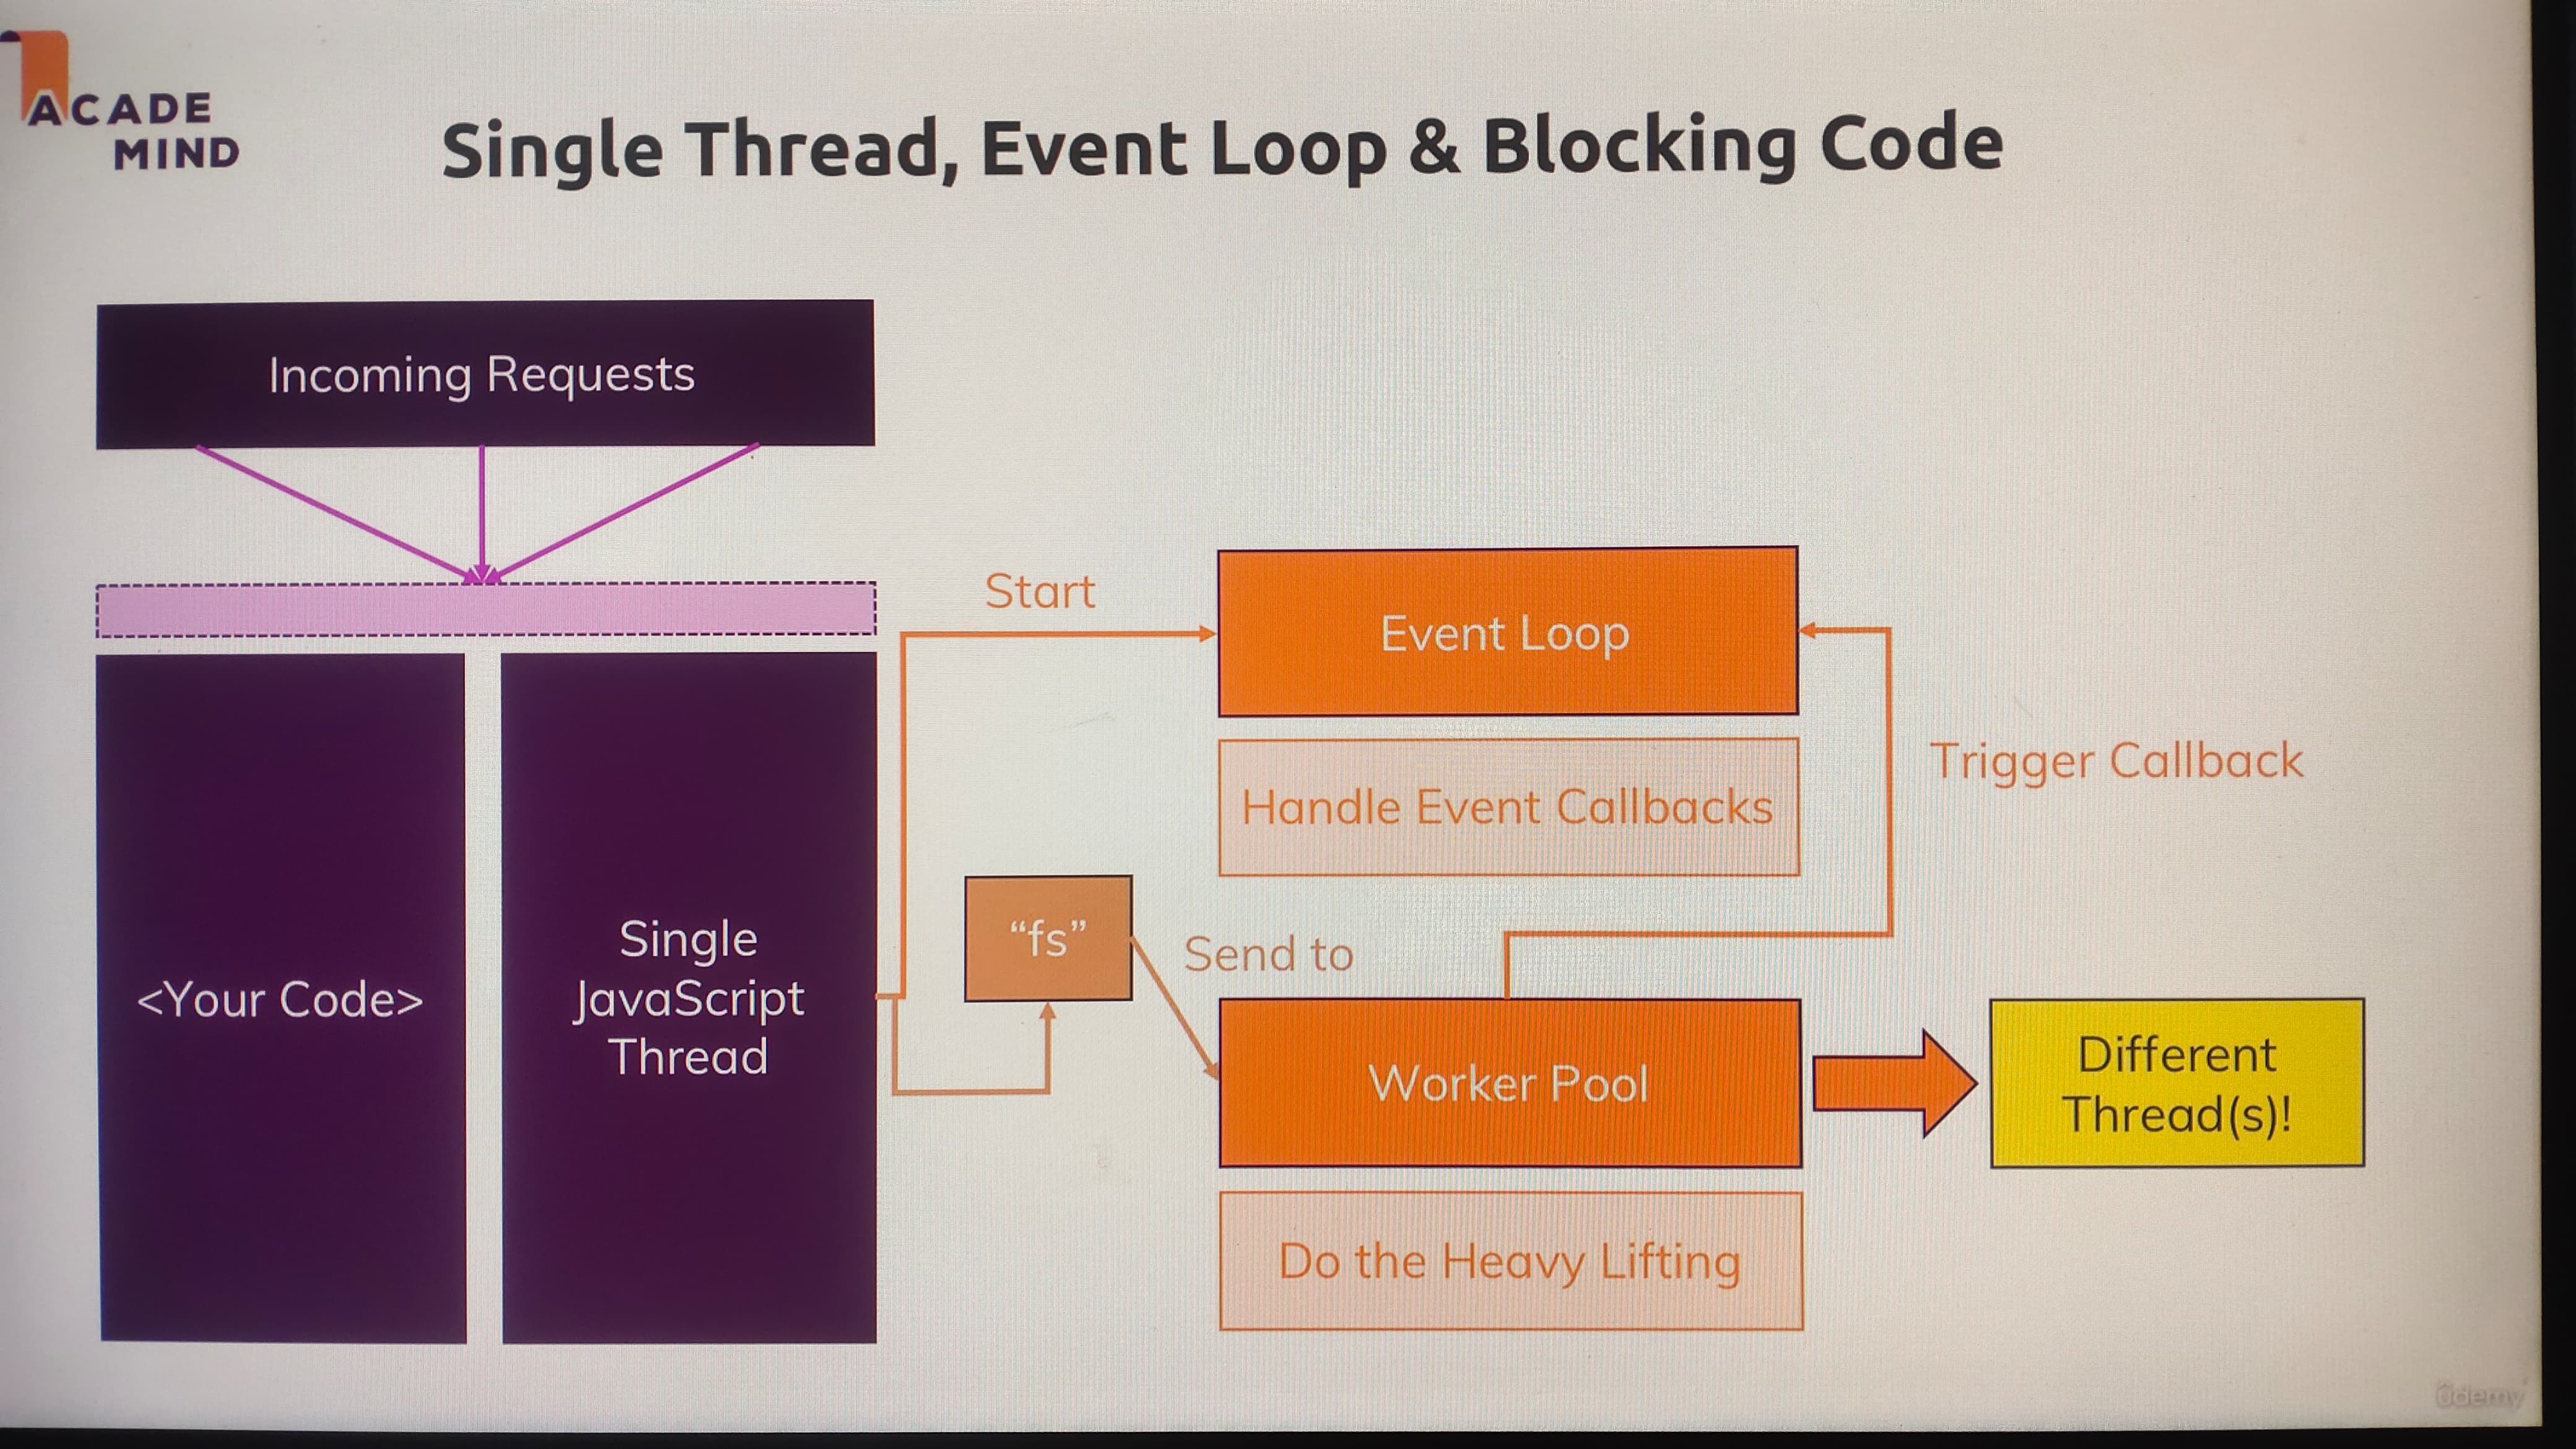 ACADE
MIND
Single Thread, Event Loop & Blocking Code
Incoming Requests
Start
Event Loop
Trigger Callback
Handle Event Callbacks
“fs”
Send to
<Your Code>
Single
JavaScript
Thread
Worker Pool
Different
Thread(s)!
Do the Heavy Lifting
ûdemy